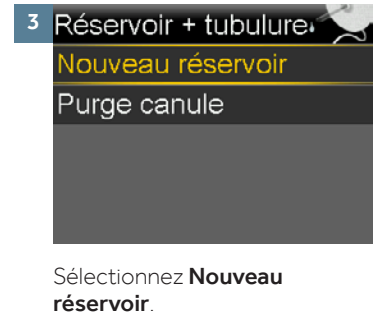 3
Réservoir + tubulure
Nouveau réservoir
Purge canule
Sélectionnez Nouveau
réservoir.